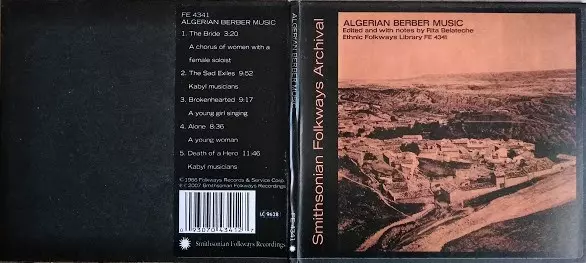 FE 4341
ALGERIAN BERBER MUSIC
1. The Bride 3:20
A chorus of women with a
female soloist
2. The Sad Exiles 9:52
Kabyl musicians
3. Brokenhearted 9:17
A young girl singing
4. Alone 8:36
A young woman
5. Death of a Hero 11:46
Kabyl musicians
© 1966 Folkways Records & Service Corp.
2007 Smithsonian Folkways Recordings
LC 9628
Smithsonian Folkways Recordings
ALGERIAN BERBER MUSIC
FE 4341
Smithsonian Folkways Archival
ALGERIAN BERBER MUSIC
Edited and with notes by Rita Belateche
Ethnic Folkways Library FE 4341